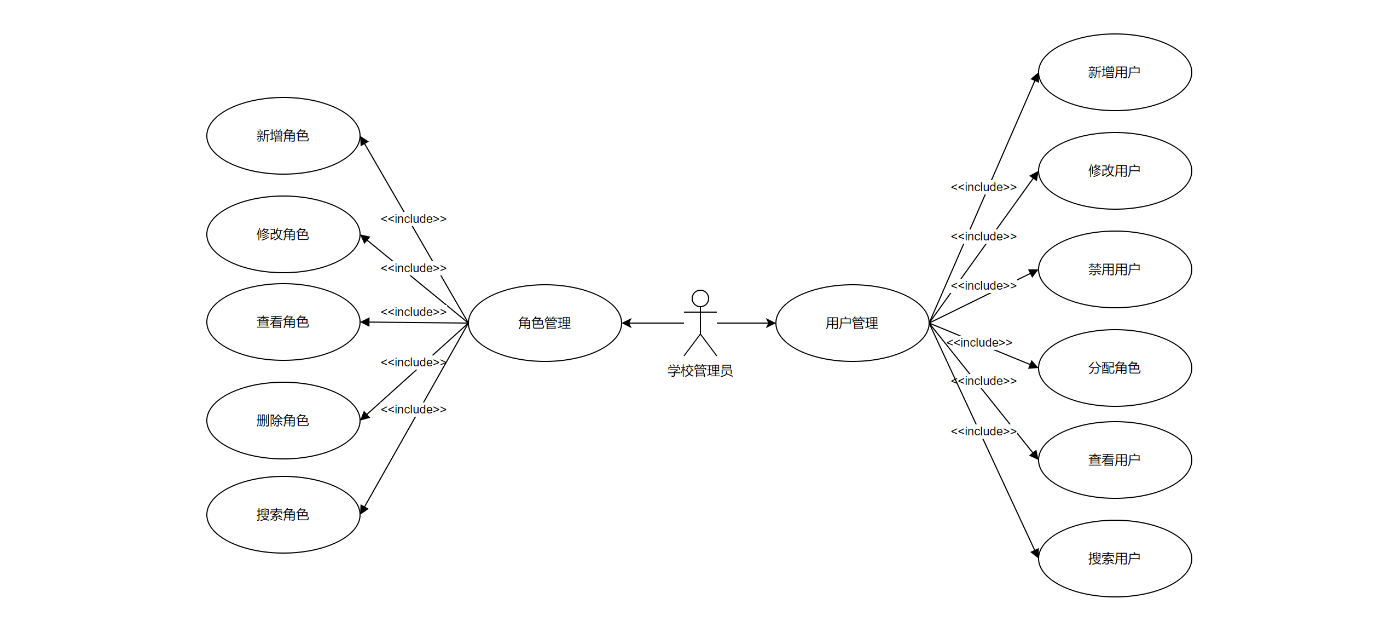 新增角色
<<include>>
修改角色
<<include>>
查看角色
<<include>>
删除角色
<<include>>
搜索角色
<<include>>
角色管理
学校管理员
用户管理
新增用户
<<include>>
修改用户
<<include>>
禁用用户
<<include>>
分配角色
<<include>>
查看用户
<<include>>
搜索用户
<<include>>